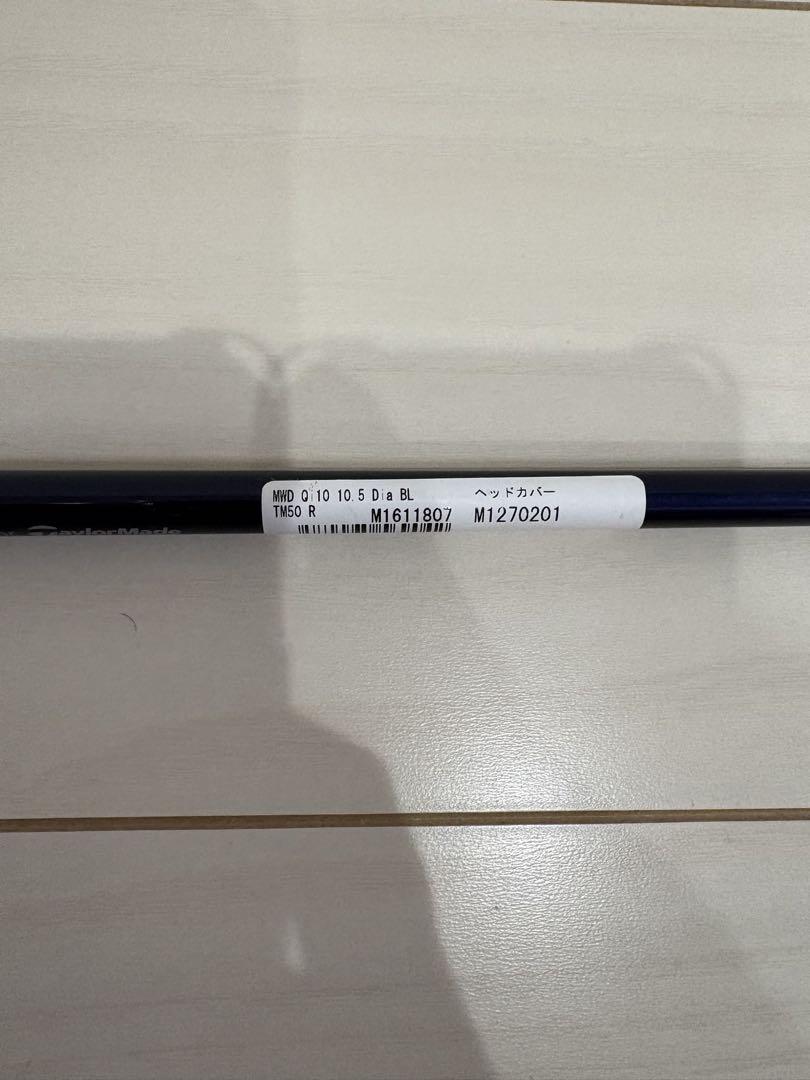 MWD Qi10 10.5 Dia BL ヘッドカバー
TM50 R M1611807 M1270201
TaylorMade